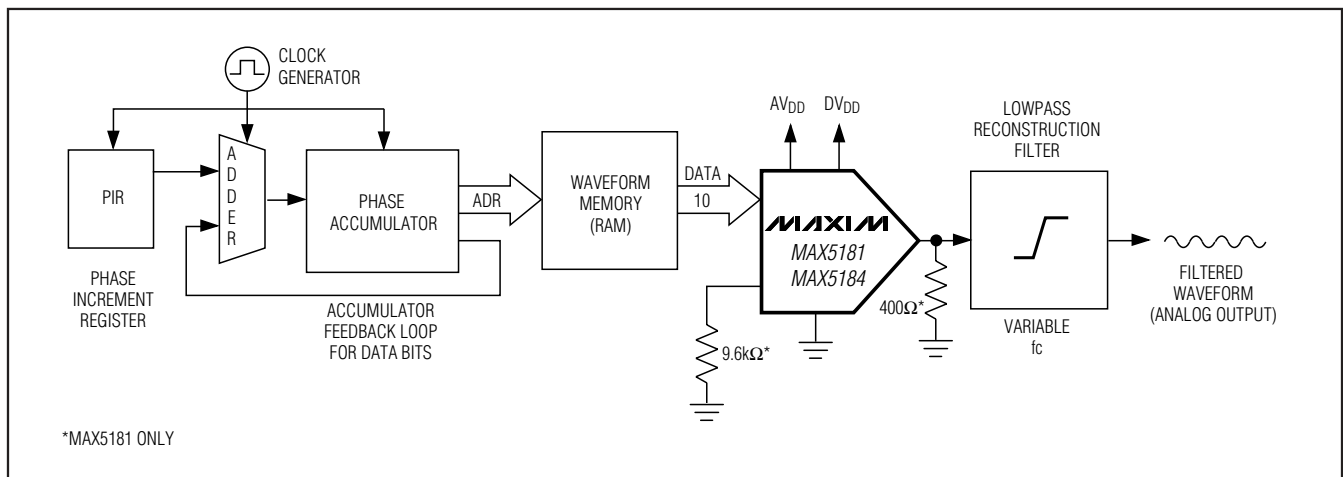 CLOCK
GENERATOR
PIR
PHASE
INCREMENT
REGISTER
A
D
D
E
R
PHASE
ACCUMULATOR
ACCUMULATOR
FEEDBACK LOOP
FOR DATA BITS
ADR
WAVEFORM
MEMORY
(RAM)
DATA
10
AVDD
DVDD
MAXIM
MAX5181
MAX5184
9.6kΩ*
400Ω*
LOWPASS
RECONSTRUCTION
FILTER
VARIABLE
fc
FILTERED
WAVEFORM
(ANALOG OUTPUT)
*MAX5181 ONLY